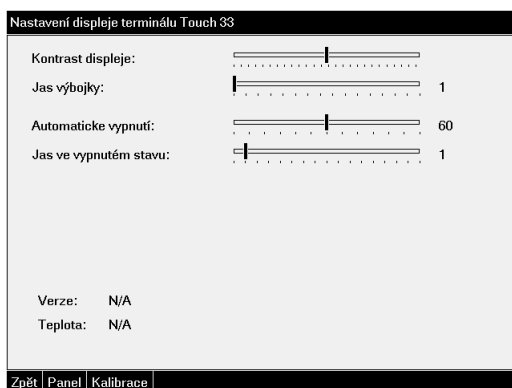 Nastavení displeje terminálu Touch 33
Kontrast displeje:
Jas výbojky: 1
Automaticke vypnutí: 60
Jas ve vypnutém stavu: 1
Verze: N/A
Teplota: N/A
Zpět Panel Kalibrace